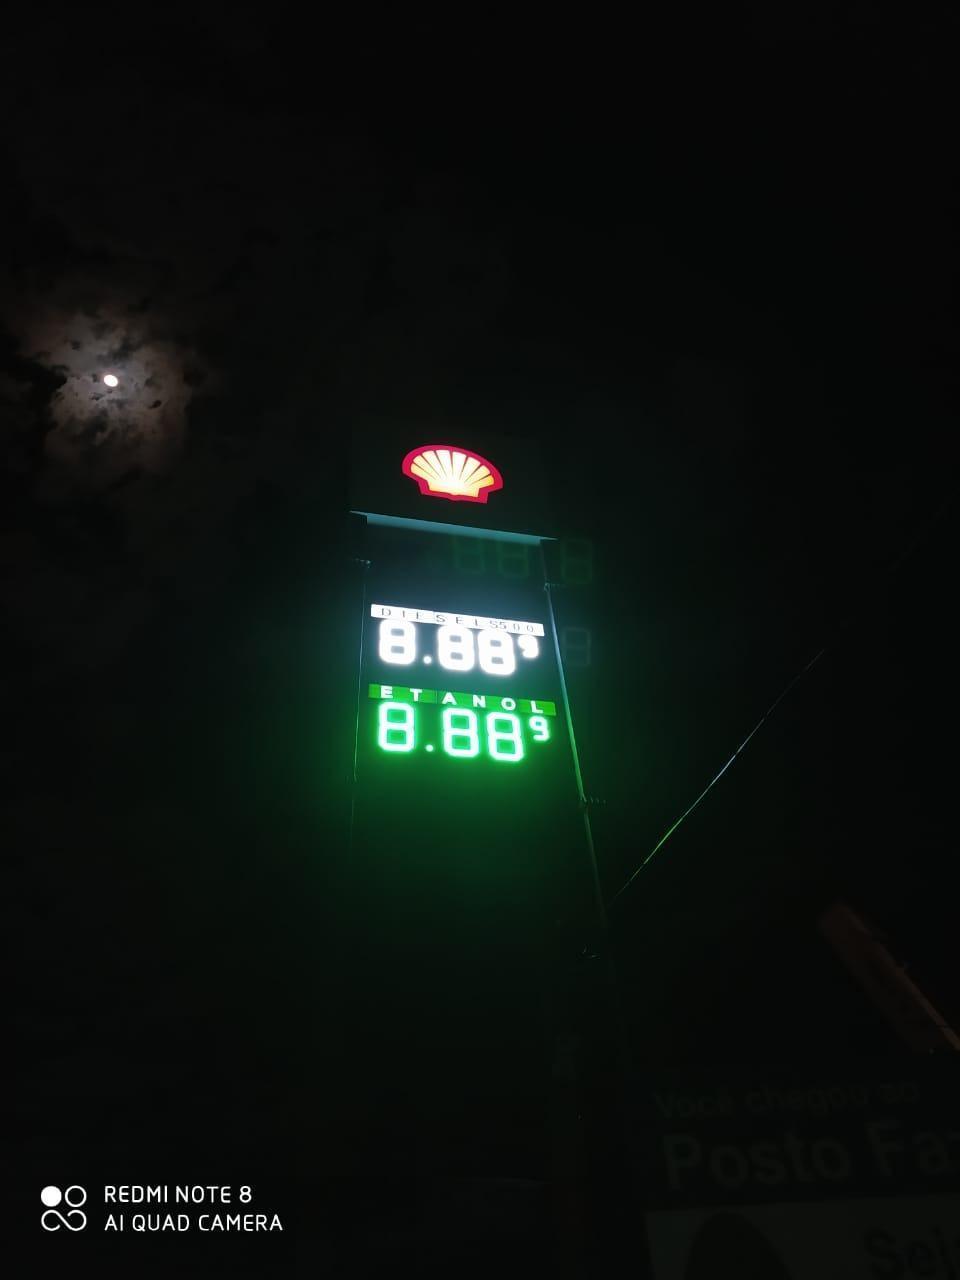 DIESEL S500
8.88⁹
ETANOL
8.88⁹
Você chegou ao
Posto
REDMI NOTE 8
AI QUAD CAMERA